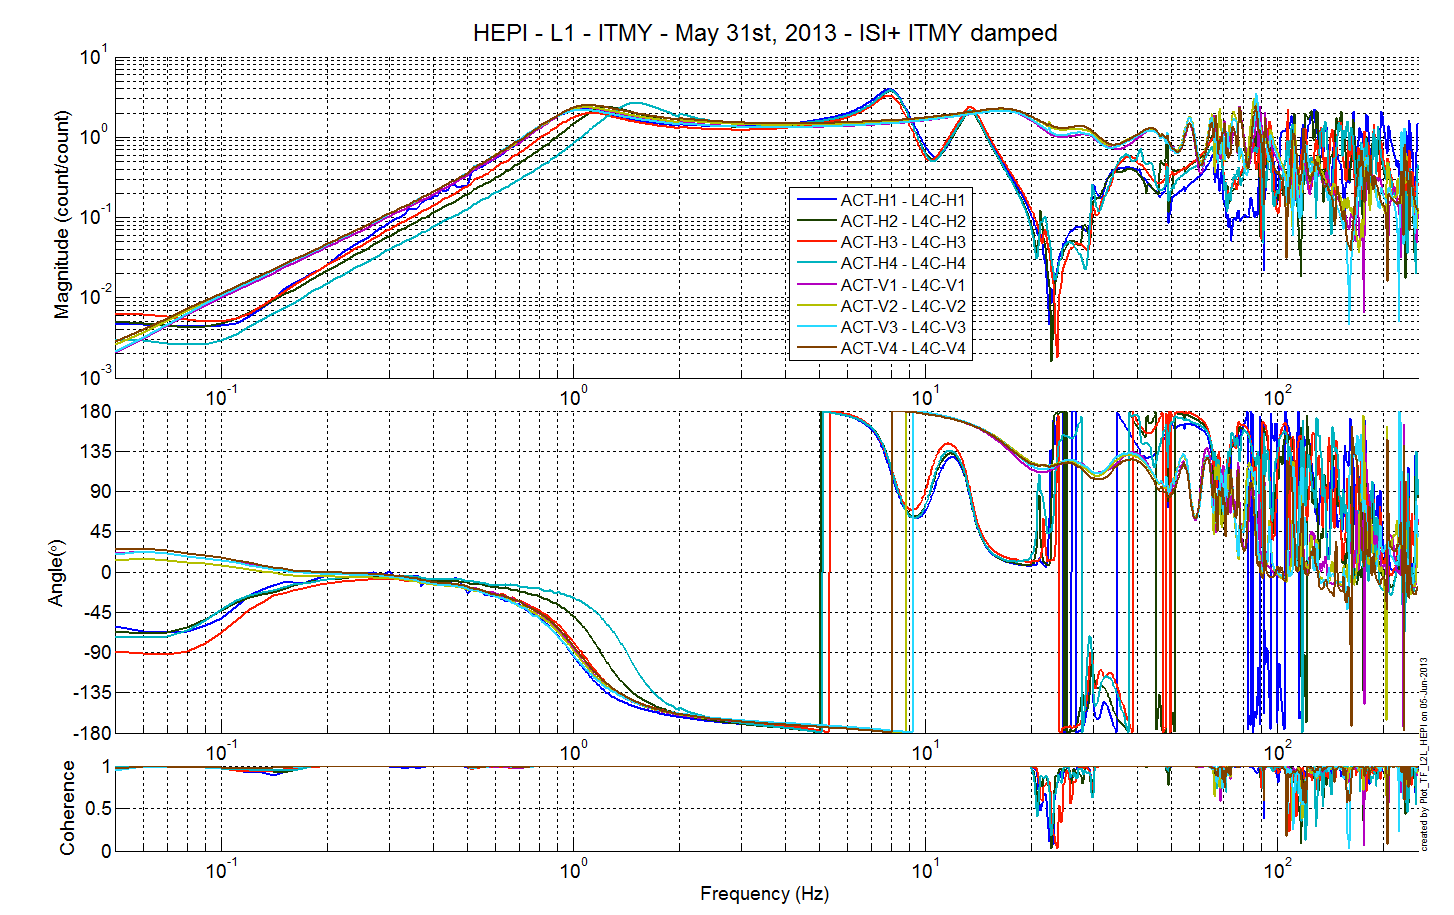 HEPI - L1 - ITMY - May 31st, 2013 - ISI+ ITMY damped
Magnitude (count/count)
10^1
10^0
10^-1
10^-2
10^-3
ACT-H1 - L4C-H1
ACT-H2 - L4C-H2
ACT-H3 - L4C-H3
ACT-H4 - L4C-H4
ACT-V1 - L4C-V1
ACT-V2 - L4C-V2
ACT-V3 - L4C-V3
ACT-V4 - L4C-V4
10^-1 10^0 10^1 10^2
Angle(°)
180
135
90
45
0
-45
-90
-135
-180
10^-1 10^0 10^1 10^2
Coherence
1
0.5
0
10^-1 10^0 10^1 10^2
Frequency (Hz)
created by Plot_TF_L2L_HEPI on 05-Jun-2013